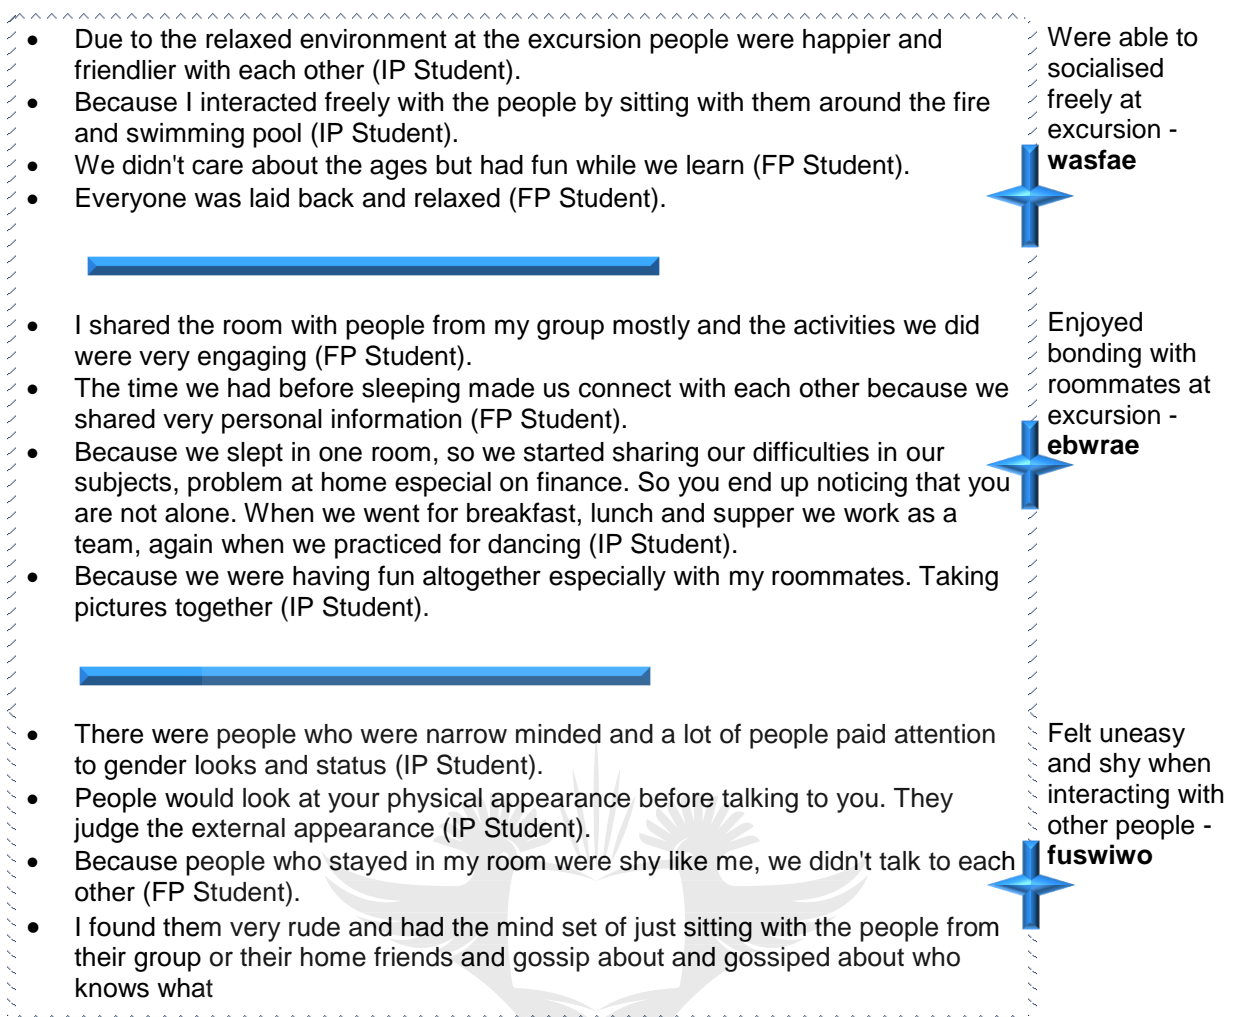 • Due to the relaxed environment at the excursion people were happier and
friendlier with each other (IP Student).
• Because I interacted freely with the people by sitting with them around the fire
and swimming pool (IP Student).
• We didn't care about the ages but had fun while we learn (FP Student).
• Everyone was laid back and relaxed (FP Student).
Were able to
socialised
freely at
excursion -
wasfae
• I shared the room with people from my group mostly and the activities we did
were very engaging (FP Student).
• The time we had before sleeping made us connect with each other because we
shared very personal information (FP Student).
• Because we slept in one room, so we started sharing our difficulties in our
subjects, problem at home especial on finance. So you end up noticing that you
are not alone. When we went for breakfast, lunch and supper we work as a
team, again when we practiced for dancing (IP Student).
• Because we were having fun altogether especially with my roommates. Taking
pictures together (IP Student).
Enjoyed
bonding with
roommates at
excursion -
ebwrae
• There were people who were narrow minded and a lot of people paid attention
to gender looks and status (IP Student).
• People would look at your physical appearance before talking to you. They
judge the external appearance (IP Student).
• Because people who stayed in my room were shy like me, we didn't talk to each
other (FP Student).
• I found them very rude and had the mind set of just sitting with the people from
their group or their home friends and gossip about and gossiped about who
knows what
Felt uneasy
and shy when
interacting with
other people -
fuswiwo